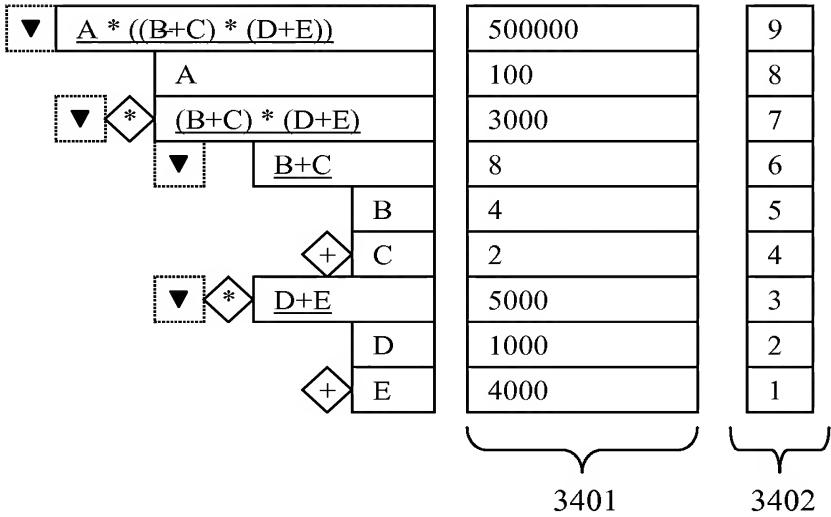 ▼ A * ((B+C) * (D+E)) 500000 9
A 100 8
▼ * (B+C) * (D+E) 3000 7
▼ B+C 8 6
B 4 5
+ C 2 4
▼ * D+E 5000 3
D 1000 2
+ E 4000 1
3401 3402